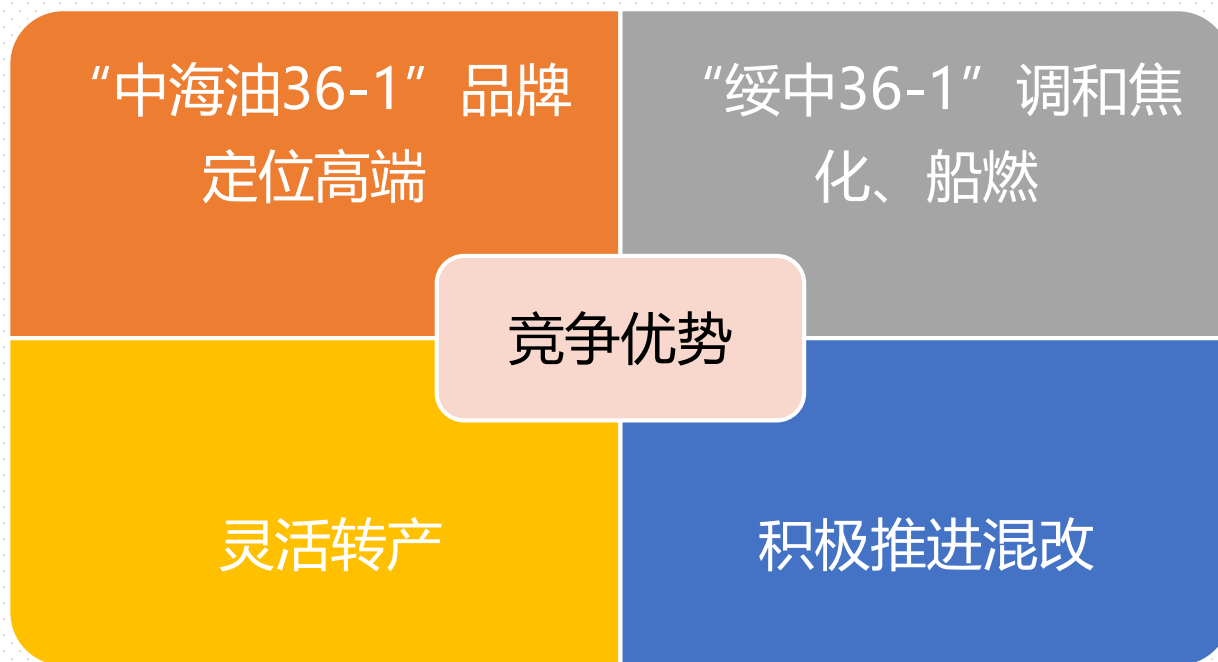 “中海油36-1”品牌
定位高端
“绥中36-1”调和焦
化、船燃
竞争优势
灵活转产
积极推进混改